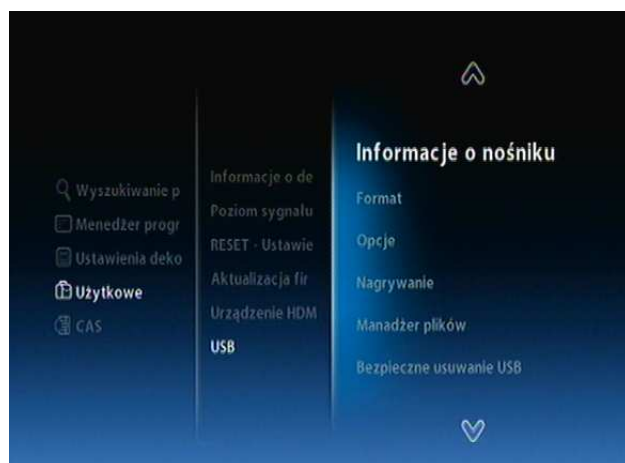 Wyszukiwanie p
Menedżer progr
Ustawienia deko
Użytkowe
CAS
Informacje o de
Poziom sygnału
RESET - Ustawie
Aktualizacja fir
Urządzenie HDM
USB
Informacje o nośniku
Format
Opcje
Nagrywanie
Manadżer plików
Bezpieczne usuwanie USB